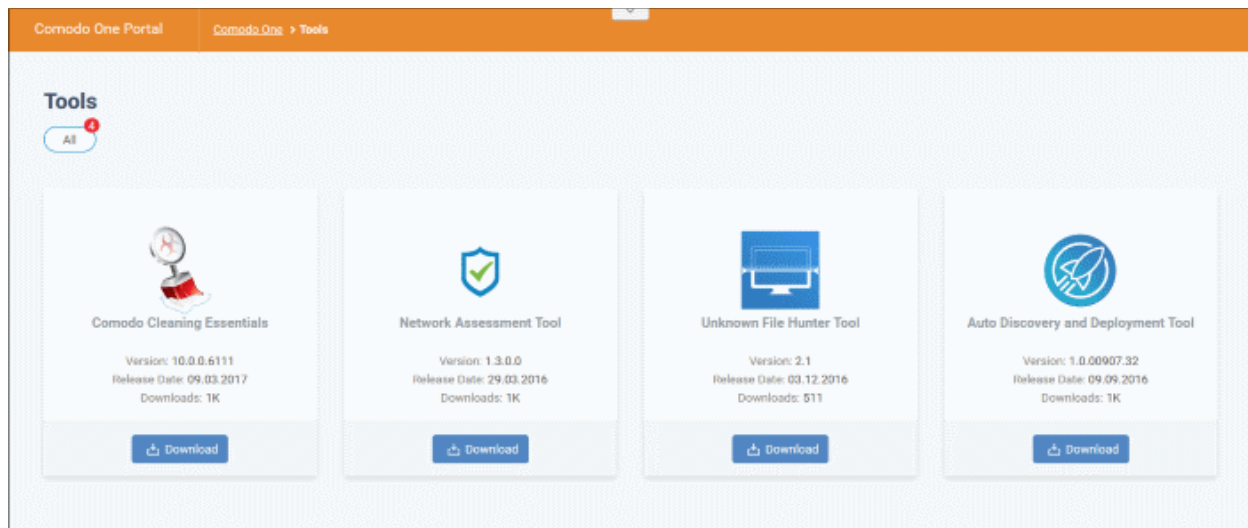 Comodo One Portal
Comodo One > Tools
Tools
All
4
Comodo Cleaning Essentials
Version: 10.0.0.6111
Release Date: 09.03.2017
Downloads: 1K
Download
Network Assessment Tool
Version: 1.3.0.0
Release Date: 29.03.2016
Downloads: 1K
Download
Unknown File Hunter Tool
Version: 2.1
Release Date: 03.12.2016
Downloads: 511
Download
Auto Discovery and Deployment Tool
Version: 1.0.00907.32
Release Date: 09.09.2016
Downloads: 1K
Download